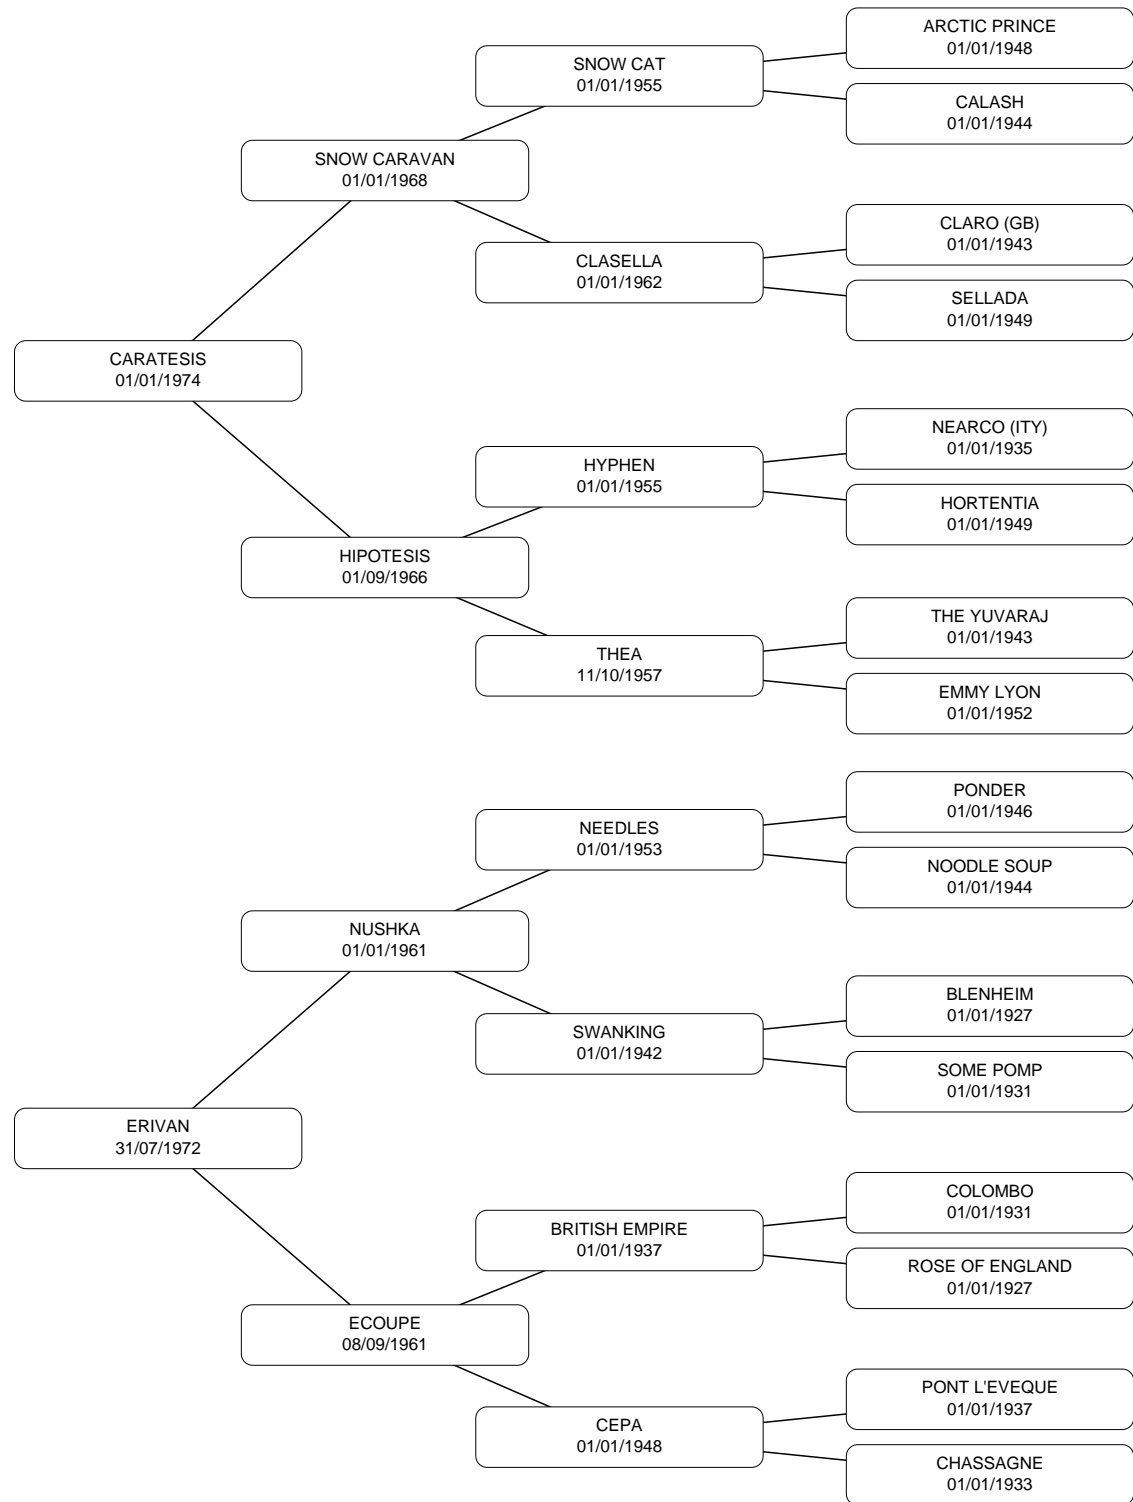 ARCTIC PRINCE
01/01/1948
SNOW CAT
01/01/1955
CALASH
01/01/1944
SNOW CARAVAN
01/01/1968
CLARO (GB)
01/01/1943
CLASELLA
01/01/1962
SELLADA
01/01/1949
CARATESIS
01/01/1974
NEARCO (ITY)
01/01/1935
HYPHEN
01/01/1955
HORTENTIA
01/01/1949
HIPOTESIS
01/09/1966
THE YUVARAJ
01/01/1943
THEA
11/10/1957
EMMY LYON
01/01/1952
PONDER
01/01/1946
NEEDLES
01/01/1953
NOODLE SOUP
01/01/1944
NUSHKA
01/01/1961
BLENHEIM
01/01/1927
SWANKING
01/01/1942
SOME POMP
01/01/1931
ERIVAN
31/07/1972
COLOMBO
01/01/1931
BRITISH EMPIRE
01/01/1937
ROSE OF ENGLAND
01/01/1927
ECOUPE
08/09/1961
PONT L'EVEQUE
01/01/1937
CEPA
01/01/1948
CHASSAGNE
01/01/1933